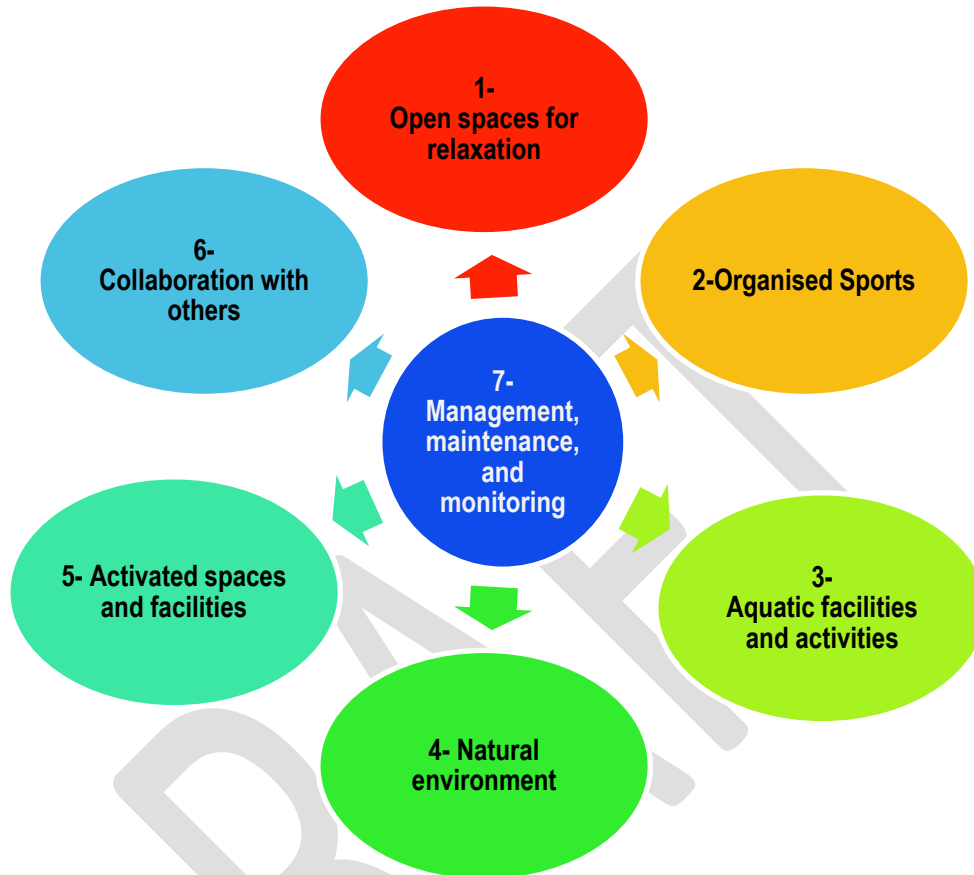 1-
Open spaces for
relaxation
2-Organised Sports
3-
Aquatic facilities
and activities
4- Natural
environment
5- Activated spaces
and facilities
6-
Collaboration with
others
7-
Management,
maintenance,
and
monitoring
DRAFT